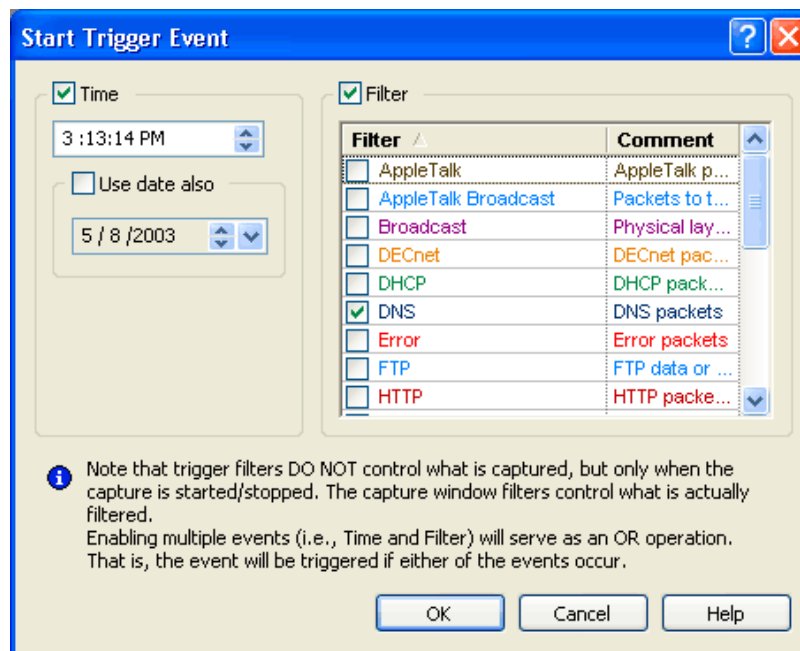 Start Trigger Event
Time
3 :13:14 PM
Use date also
5 / 8 /2003
Filter
Filter Comment
AppleTalk AppleTalk p...
AppleTalk Broadcast Packets to t...
Broadcast Physical lay...
DECnet DECnet pac...
DHCP DHCP pack...
DNS DNS packets
Error Error packets
FTP FTP data or ...
HTTP HTTP packe...
Note that trigger filters DO NOT control what is captured, but only when the
capture is started/stopped. The capture window filters control what is actually
filtered.
Enabling multiple events (i.e., Time and Filter) will serve as an OR operation.
That is, the event will be triggered if either of the events occur.
OK Cancel Help